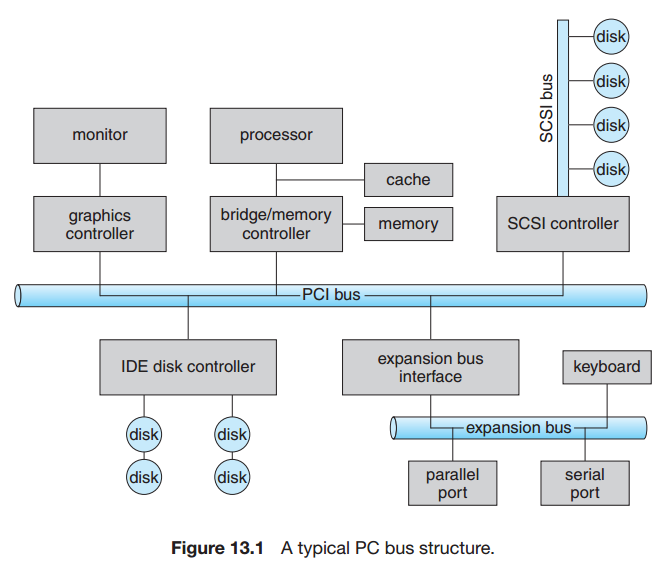 disk
disk
disk
disk
SCSI bus
monitor
processor
cache
graphics
controller
bridge/memory
controller
memory
SCSI controller
PCI bus
IDE disk controller
expansion bus
interface
keyboard
disk
disk
disk
disk
expansion bus
parallel
port
serial
port
Figure 13.1 A typical PC bus structure.